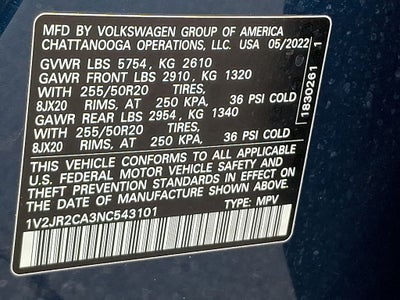 MFD BY VOLKSWAGEN GROUP OF AMERICA
CHATTANOOGA OPERATIONS, LLC. USA 05/2022
GVWR LBS 5754, KG 2610
GAWR FRONT LBS 2910, KG 1320
WITH 255/50R20 TIRES,
8JX20 RIMS, AT 250 KPA, 36 PSI COLD
GAWR REAR LBS 2954, KG 1340
WITH 255/50R20 TIRES,
8JX20 RIMS, AT 250 KPA, 36 PSI COLD
THIS VEHICLE CONFORMS TO ALL APPLICABLE
U.S. FEDERAL MOTOR VEHICLE SAFETY AND
THEFT PREVENTION STANDARDS IN EFFECT ON
THE DATE OF MANUFACTURE SHOWN ABOVE.
1V2JR2CA3NC543101 TYPE: MPV
1830261 1